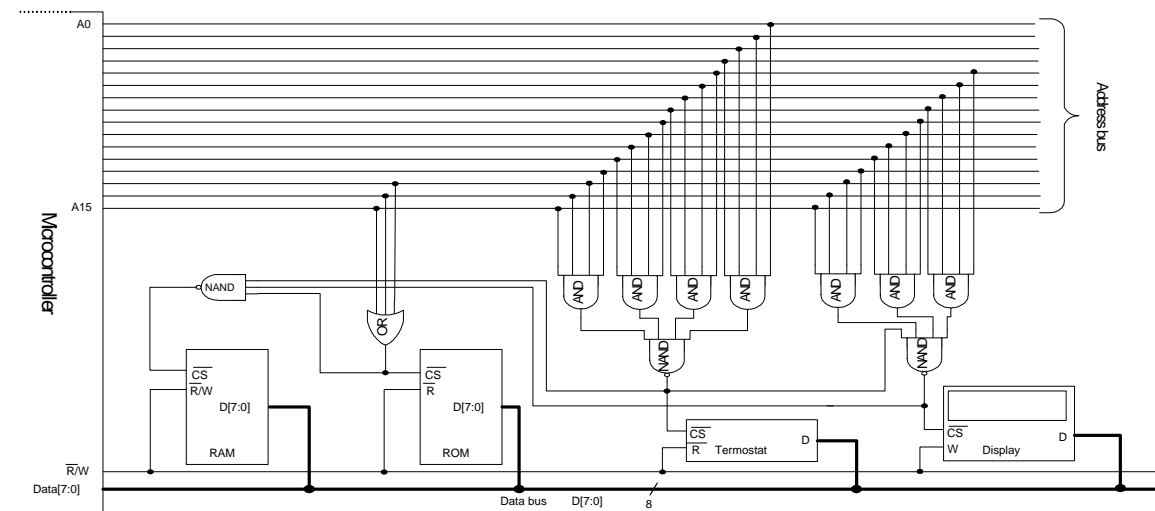 A0
Address bus
A15
Mcrocontroller
NAND
OR
AND
AND
AND
AND
AND
AND
AND
NAND
NAND
CS
R/W
D[7:0]
RAM
CS
R
D[7:0]
ROM
CS
R
D
Termostat
CS
W
D
Display
R/W
Data[7:0]
Data bus D[7:0] 8